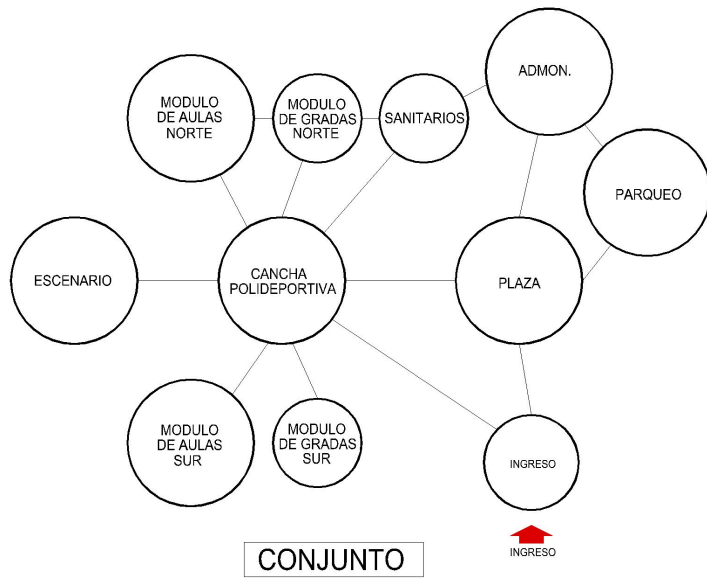 ADMON.
MODULO
DE AULAS
NORTE
MODULO
DE GRADAS
NORTE
SANITARIOS
PARQUEO
ESCENARIO
CANCHA
POLIDEPORTIVA
PLAZA
MODULO
DE AULAS
SUR
MODULO
DE GRADAS
SUR
INGRESO
INGRESO
CONJUNTO